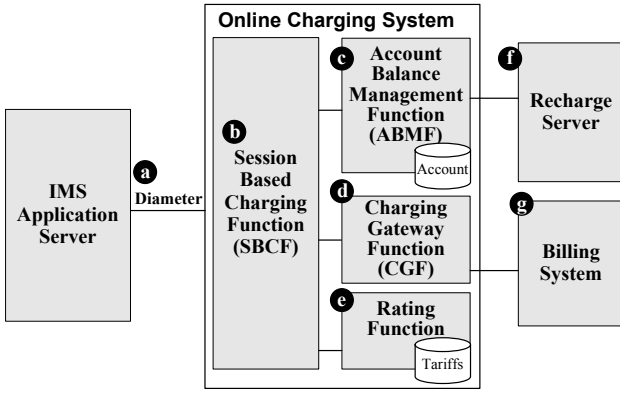 Online Charging System
a
IMS
Application
Server
Diameter
b
Session
Based
Charging
Function
(SBCF)
c
Account
Balance
Management
Function
(ABMF)
Account
d
Charging
Gateway
Function
(CGF)
e
Rating
Function
Tariffs
f
Recharge
Server
g
Billing
System